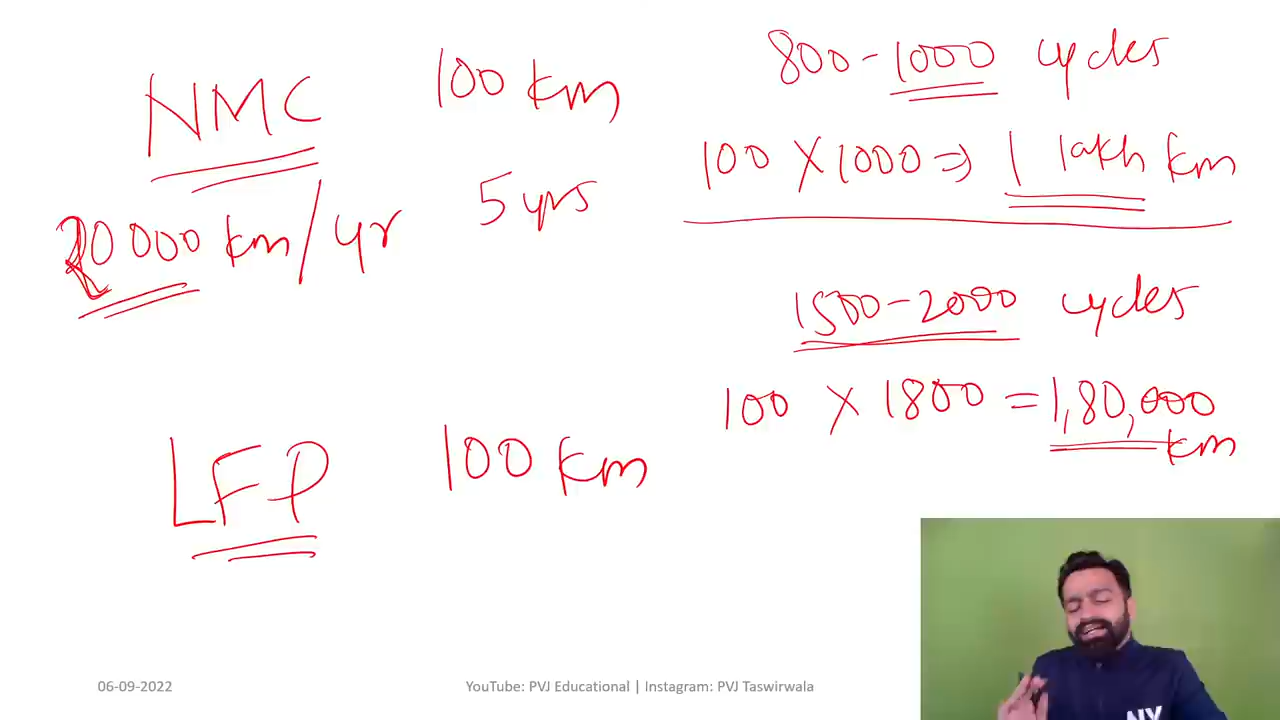 NMC 100 km 800-1000 cycles
100 X 1000 ⇒ 1 lakh km
20000 km/yr 5 yrs
1500-2000 cycles
100 X 1800 = 1,80,000 km
LFP 100 km
NY
06-09-2022 YouTube: PVJ Educational | Instagram: PVJ Taswirwala